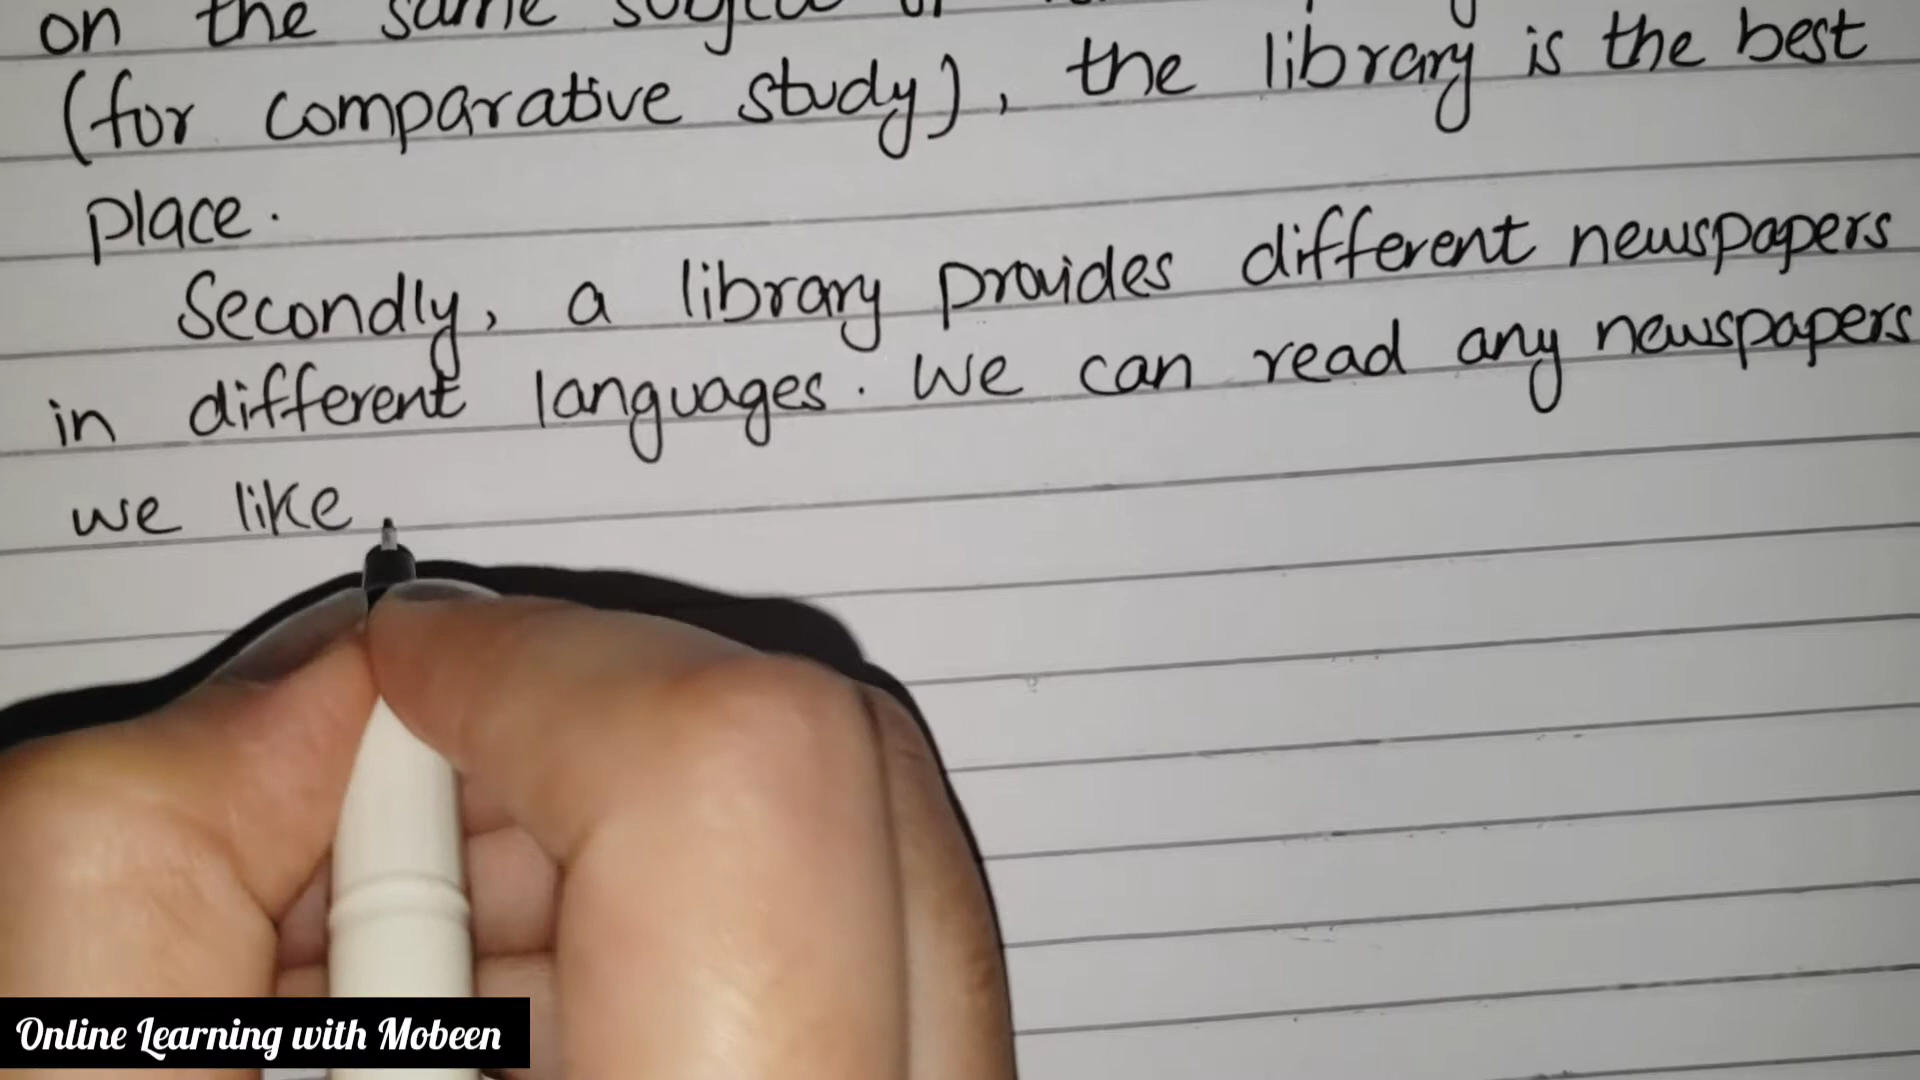 on the same
(for comparative study), the library is the best
place.
Secondly, a library provides different newspapers
in different languages. We can read any newspapers
we like.
Online Learning with Mobeen